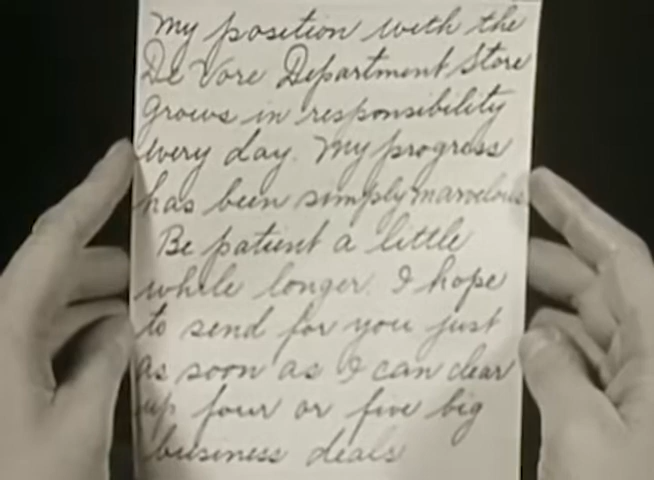 My position with the
De Vore Department Store
grows in responsibility
every day. My progress
has been simply marvelous
Be patient a little
while longer. I hope
to send for you just
as soon as I can clear
up four or five big
business deals